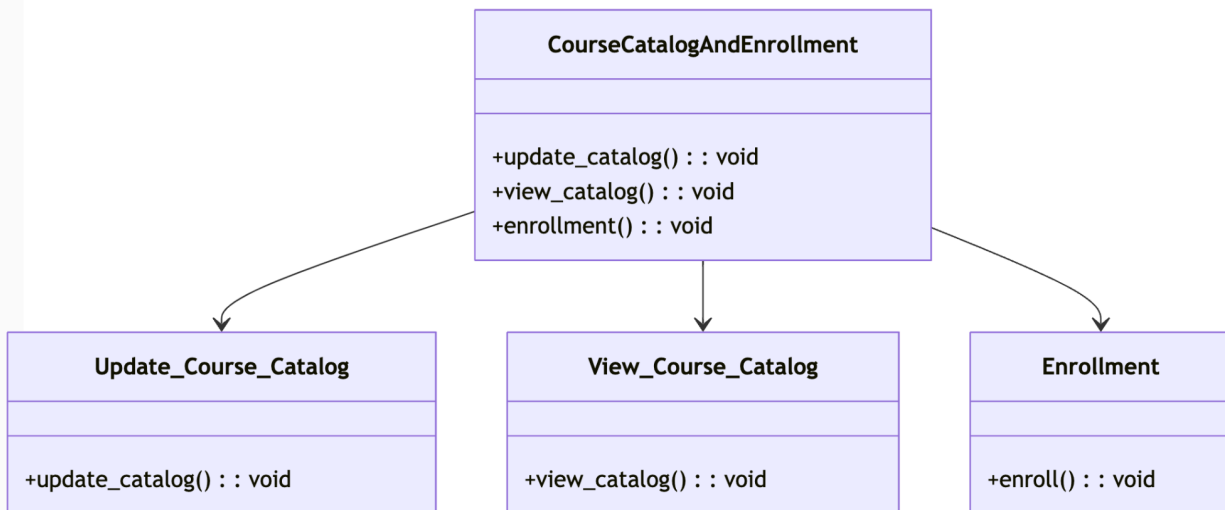 CourseCatalogAndEnrollment
+update_catalog() : : void
+view_catalog() : : void
+enrollment() : : void
Update_Course_Catalog
+update_catalog() : : void
View_Course_Catalog
+view_catalog() : : void
Enrollment
+enroll() : : void